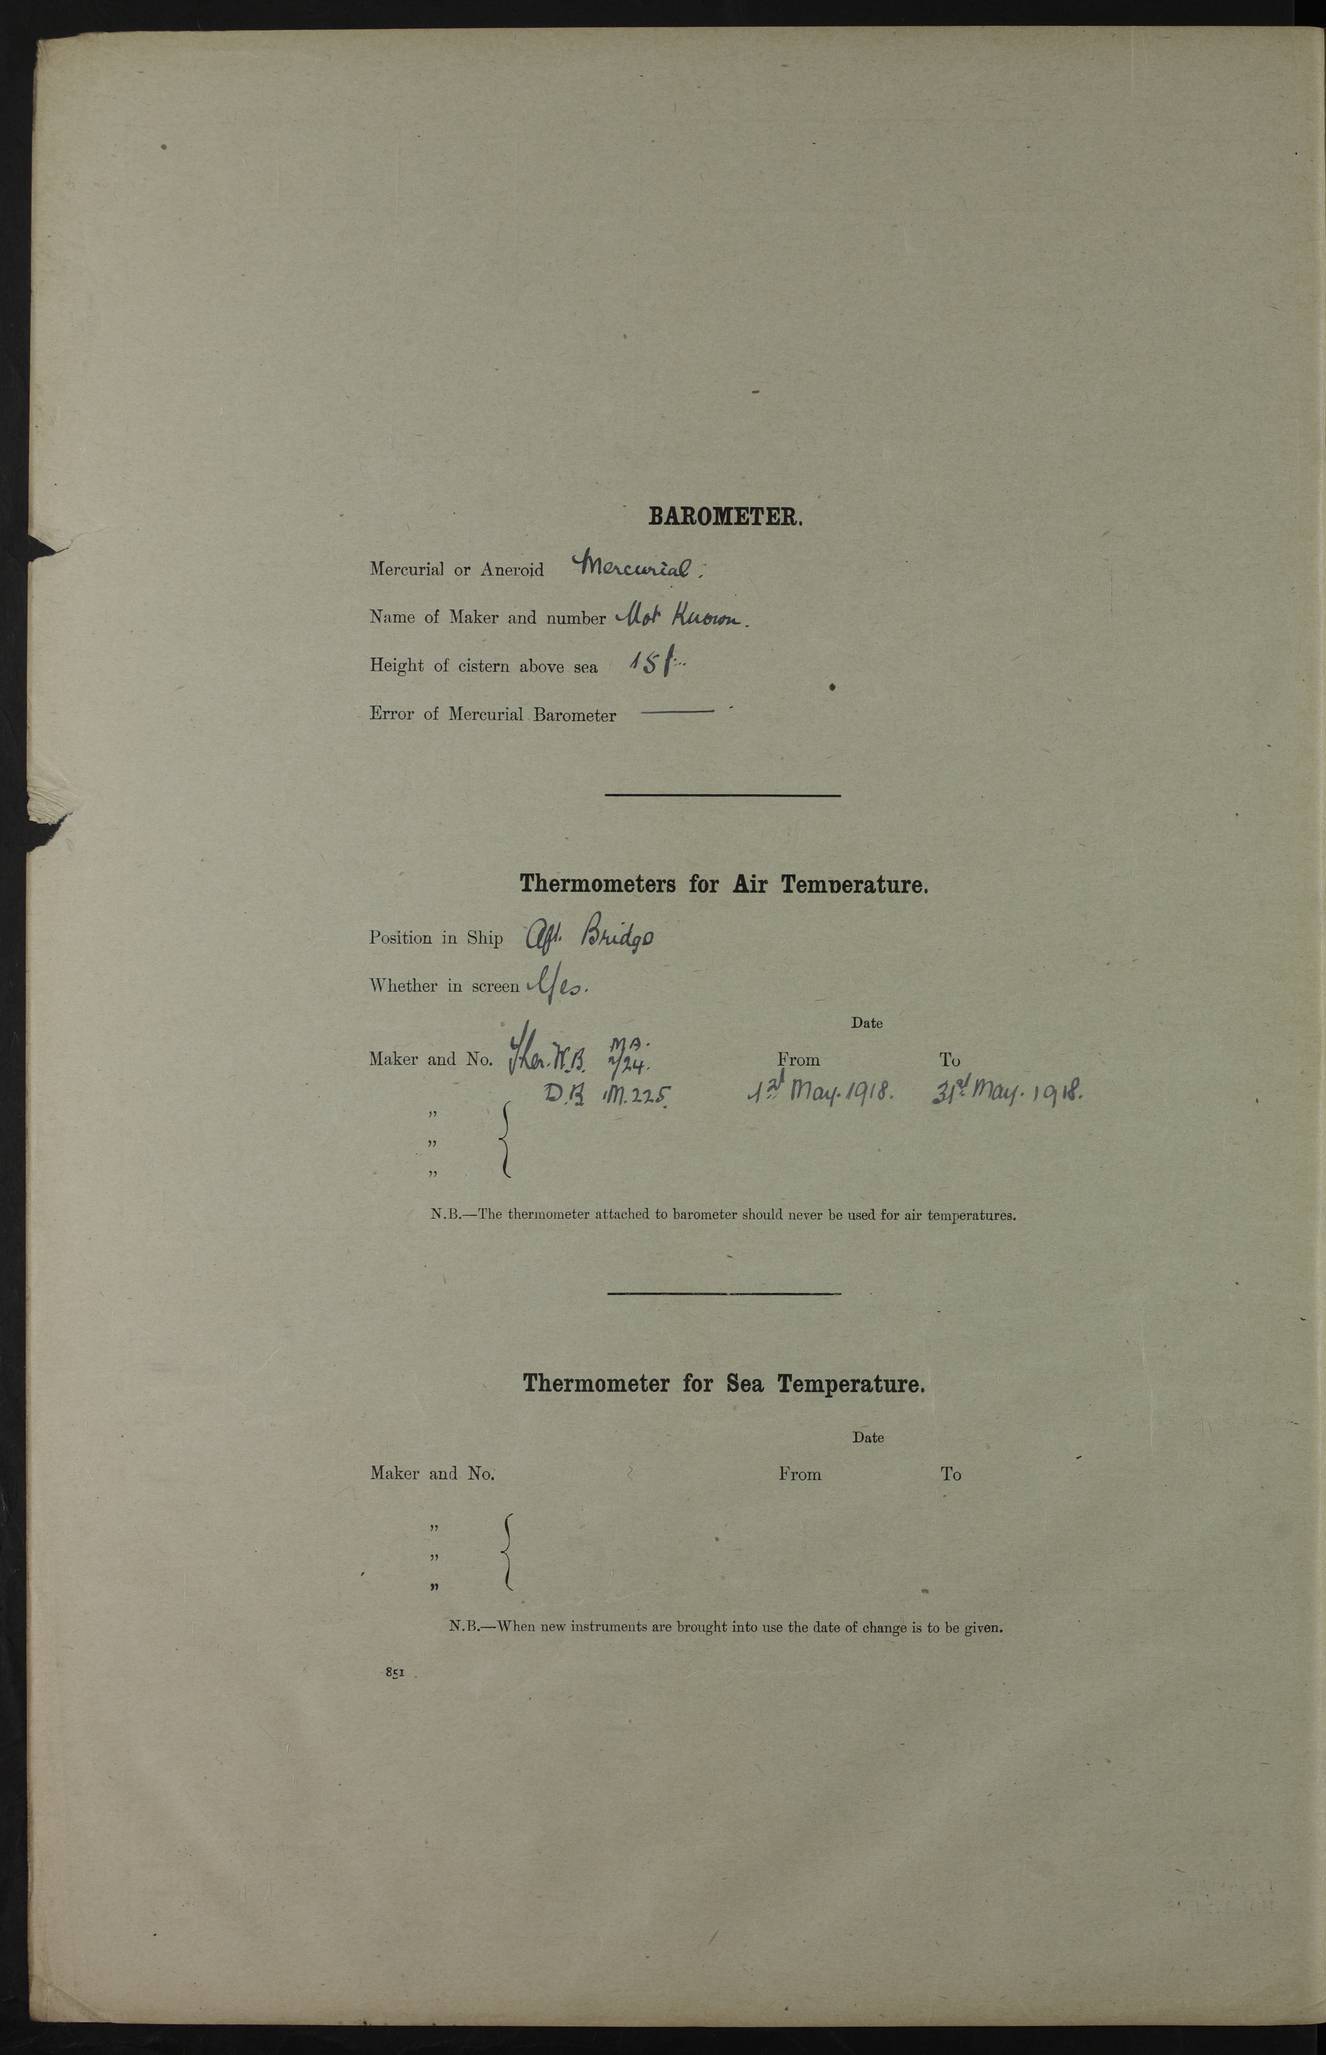 BAROMETER.
Mercurial or Aneroid Mercurial.
Name of Maker and number Not Known.
Height of cistern above sea 15 f
Error of Mercurial Barometer ——
Thermometers for Air Temperature.
Position in Ship Aft. Bridge
Whether in screen Yes.
Date
Maker and No. Ther. W.B. M.A. /24. From To
D.B. M.225. 1st May. 1918. 31st May. 1918.
„
„
„
N.B.—The thermometer attached to barometer should never be used for air temperatures.
Thermometer for Sea Temperature.
Date
Maker and No. From To
„
„
„
N.B.—When new instruments are brought into use the date of change is to be given.
851